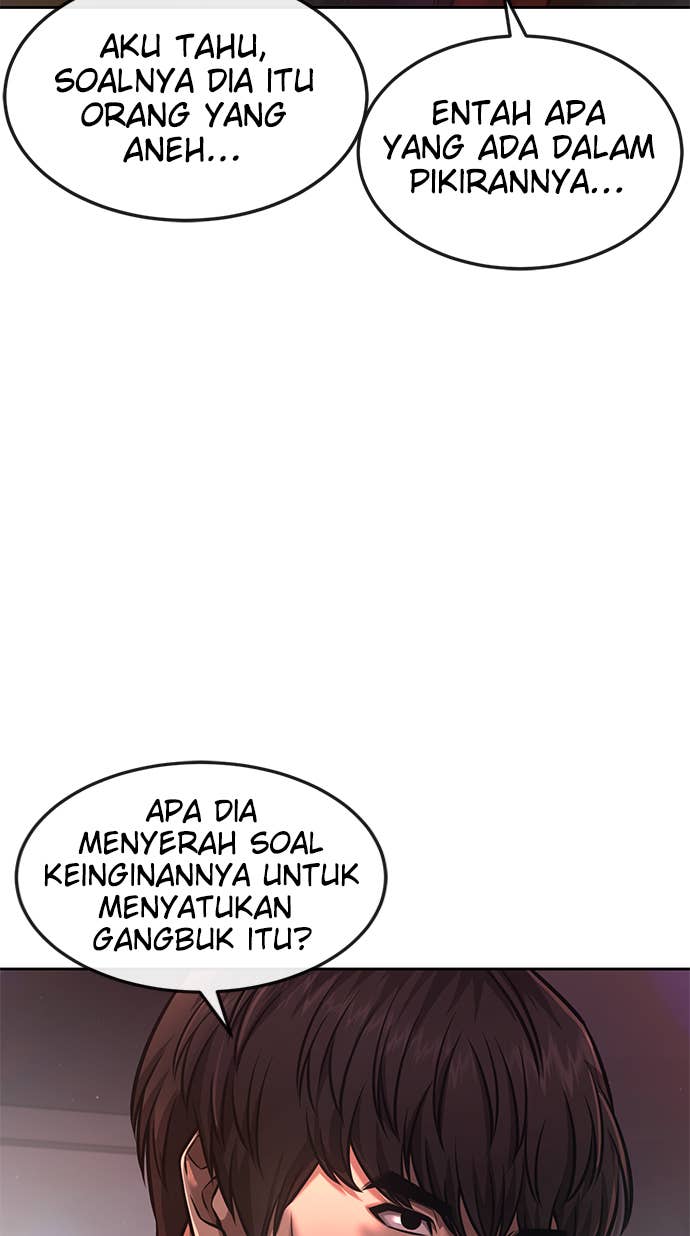 AKU TAHU,
SOALNYA DIA ITU
ORANG YANG
ANEH...
ENTAH APA
YANG ADA DALAM
PIKIRANNYA...
APA DIA
MENYERAH SOAL
KEINGINANNYA UNTUK
MENYATUKAN
GANGBUK ITU?